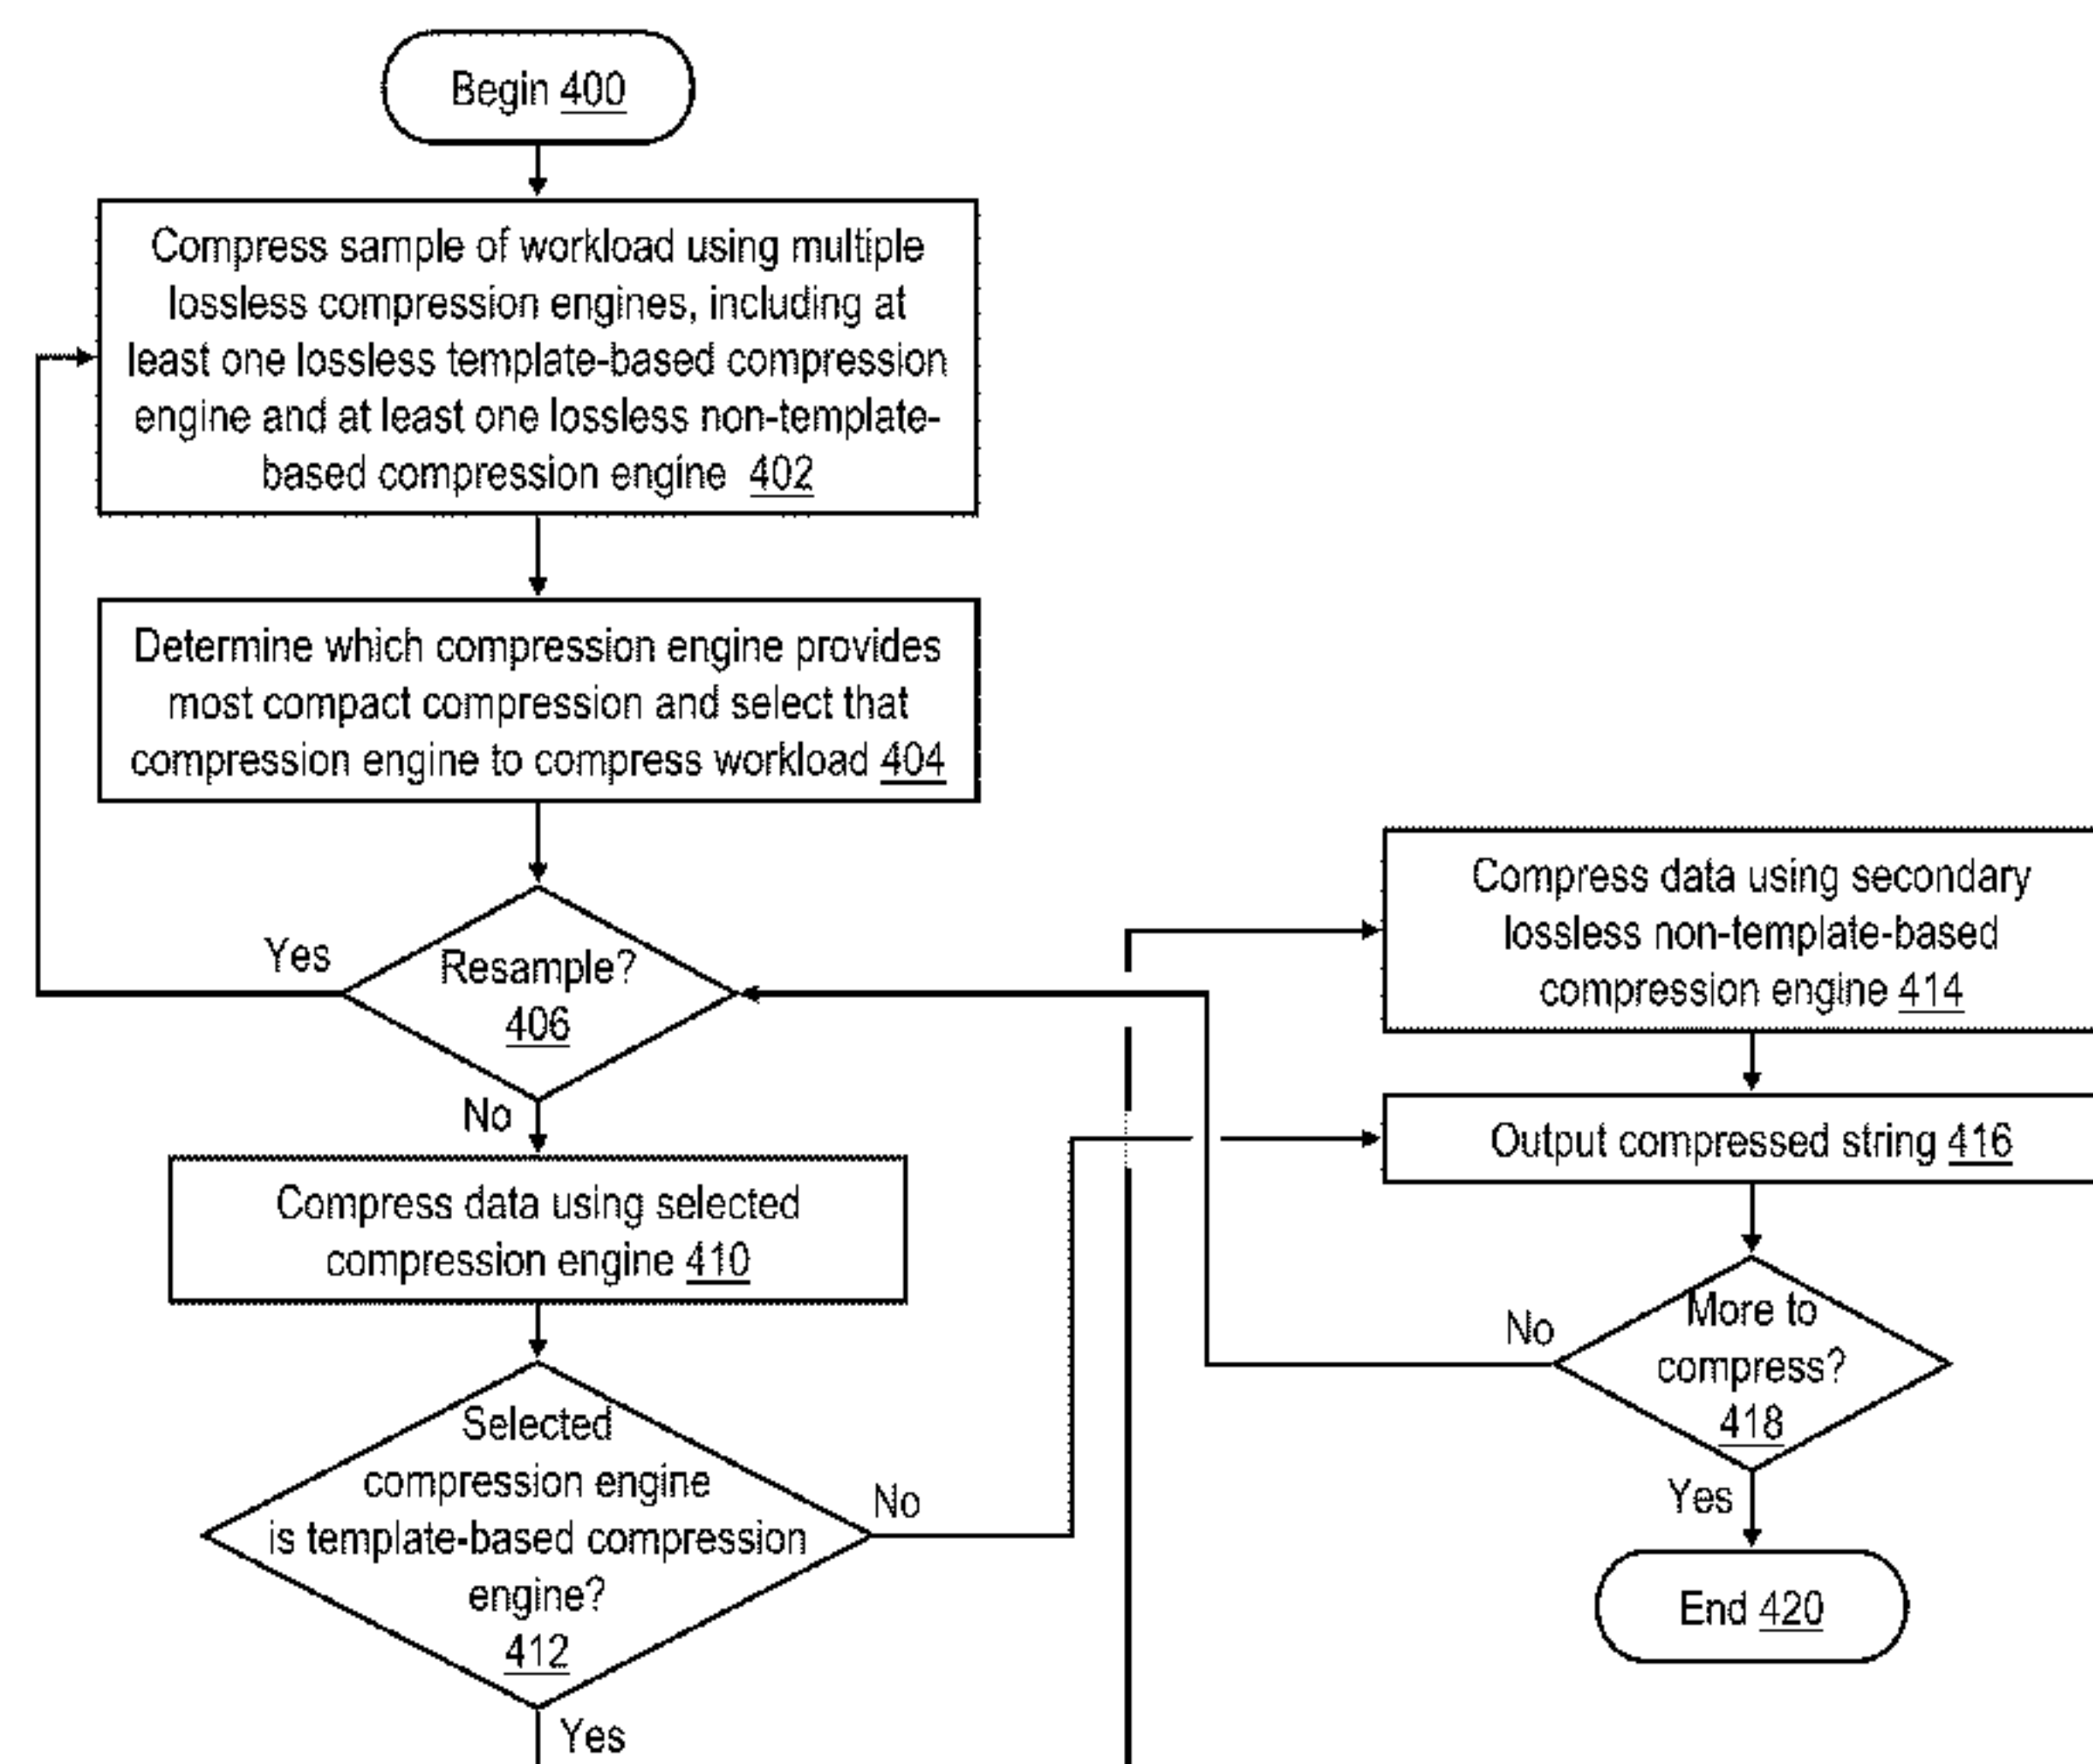 Begin 400
Compress sample of workload using multiple
lossless compression engines, including at
least one lossless template-based compression
engine and at least one lossless non-template-
based compression engine 402
Determine which compression engine provides
most compact compression and select that
compression engine to compress workload 404
Yes
Resample?
406
No
Compress data using selected
compression engine 410
Selected
compression engine
is template-based compression
engine?
412
No
Yes
Compress data using secondary
lossless non-template-based
compression engine 414
Output compressed string 416
More to
compress?
418
No
Yes
End 420